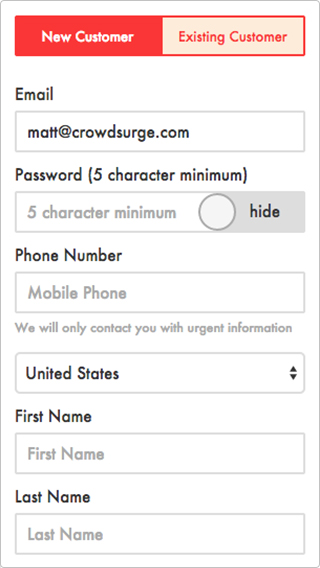 New Customer Existing Customer
Email
matt@crowdsurge.com
Password (5 character minimum)
5 character minimum hide
Phone Number
Mobile Phone
We will only contact you with urgent information
United States
First Name
First Name
Last Name
Last Name